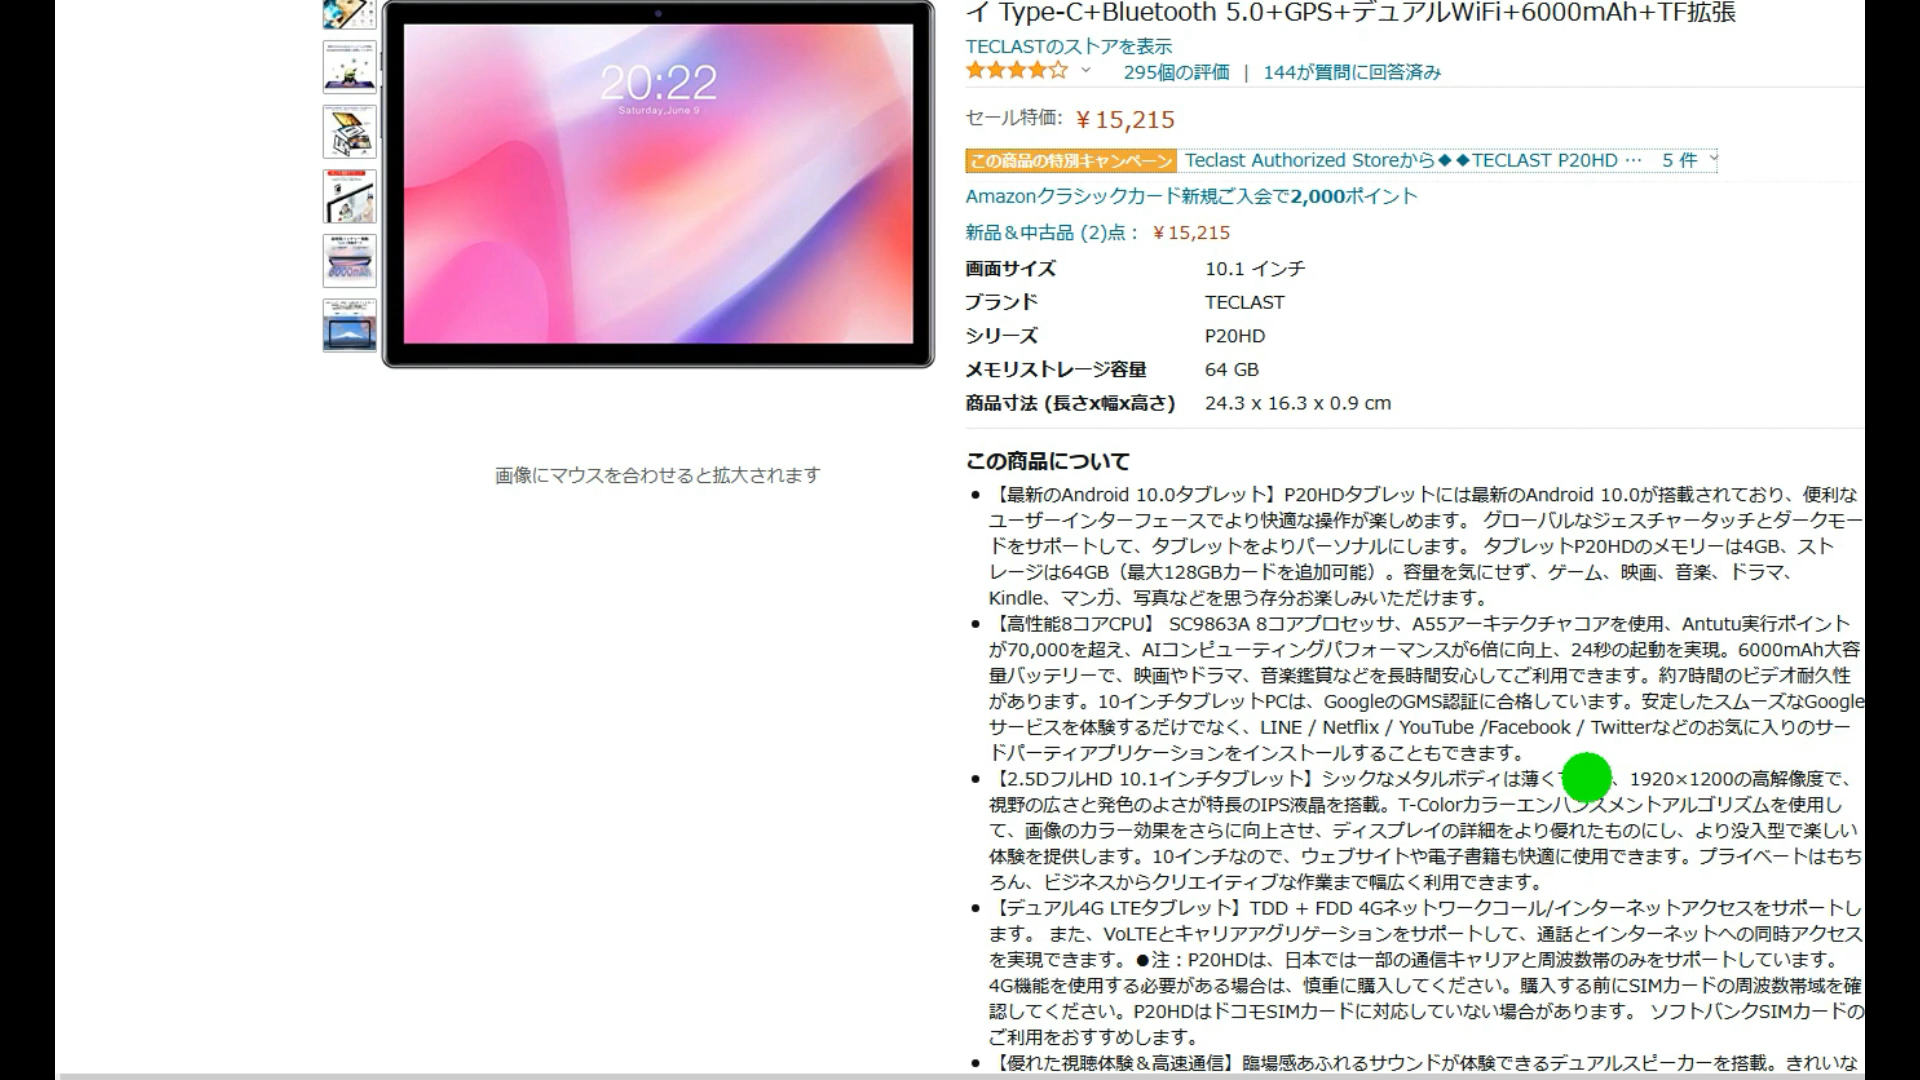 イ Type-C+Bluetooth 5.0+GPS+デュアルWiFi+6000mAh+TF拡張
TECLASTのストアを表示
295個の評価 | 144が質問に回答済み
セール特価: ￥15,215
この商品の特別キャンペーン Teclast Authorized Storeから◆◆TECLAST P20HD … 5 件
Amazonクラシックカード新規ご入会で2,000ポイント
新品＆中古品 (2)点： ￥15,215
画面サイズ 10.1 インチ
ブランド TECLAST
シリーズ P20HD
メモリストレージ容量 64 GB
商品寸法 (長さx幅x高さ) 24.3 x 16.3 x 0.9 cm
20:22
Saturday,June 9
6000mAh
画像にマウスを合わせると拡大されます
この商品について
【最新のAndroid 10.0タブレット】P20HDタブレットには最新のAndroid 10.0が搭載されており、便利な
ユーザーインターフェースでより快適な操作が楽しめます。 グローバルなジェスチャータッチとダークモー
ドをサポートして、タブレットをよりパーソナルにします。 タブレットP20HDのメモリーは4GB、スト
レージは64GB（最大128GBカードを追加可能）。容量を気にせず、ゲーム、映画、音楽、ドラマ、
Kindle、マンガ、写真などを思う存分お楽しみいただけます。
【高性能8コアCPU】 SC9863A 8コアプロセッサ、A55アーキテクチャコアを使用、Antutu実行ポイント
が70,000を超え、AIコンピューティングパフォーマンスが6倍に向上、24秒の起動を実現。6000mAh大容
量バッテリーで、映画やドラマ、音楽鑑賞などを長時間安心してご利用できます。約7時間のビデオ耐久性
があります。10インチタブレットPCは、GoogleのGMS認証に合格しています。安定したスムーズなGoogle
サービスを体験するだけでなく、LINE / Netflix / YouTube /Facebook / Twitterなどのお気に入りのサー
ドパーティアプリケーションをインストールすることもできます。
【2.5DフルHD 10.1インチタブレット】シックなメタルボディは薄く、1920×1200の高解像度で、
視野の広さと発色のよさが特長のIPS液晶を搭載。T-Colorカラーエンハンスメントアルゴリズムを使用し
て、画像のカラー効果をさらに向上させ、ディスプレイの詳細をより優れたものにし、より没入型で楽しい
体験を提供します。10インチなので、ウェブサイトや電子書籍も快適に使用できます。プライベートはもち
ろん、ビジネスからクリエイティブな作業まで幅広く利用できます。
【デュアル4G LTEタブレット】TDD + FDD 4Gネットワークコール/インターネットアクセスをサポートし
ます。 また、VoLTEとキャリアアグリゲーションをサポートして、通話とインターネットへの同時アクセス
を実現できます。●注：P20HDは、日本では一部の通信キャリアと周波数帯のみをサポートしています。
4G機能を使用する必要がある場合は、慎重に購入してください。購入する前にSIMカードの周波数帯域を確
認してください。P20HDはドコモSIMカードに対応していない場合があります。 ソフトバンクSIMカードの
ご利用をおすすめします。
【優れた視聴体験＆高速通信】臨場感あふれるサウンドが体験できるデュアルスピーカーを搭載。きれいな